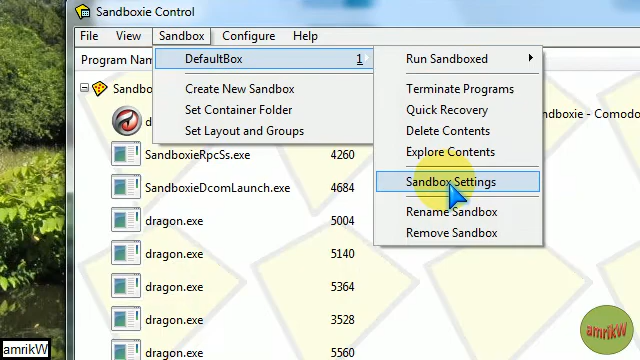 Sandboxie Control
File View Sandbox Configure Help
Program Nam
DefaultBox 1
Create New Sandbox
Set Container Folder
Set Layout and Groups
Run Sandboxed
Terminate Programs
Quick Recovery
Delete Contents
Explore Contents
Sandbox Settings
Rename Sandbox
Remove Sandbox
Sandbo
d
andboxie - Comodo
SandboxieRpcSs.exe 4260
SandboxieDcomLaunch.exe 4684
dragon.exe 5004
dragon.exe 5140
dragon.exe 5364
dragon.exe 3528
dragon.exe 5560
amrikW
amrikW